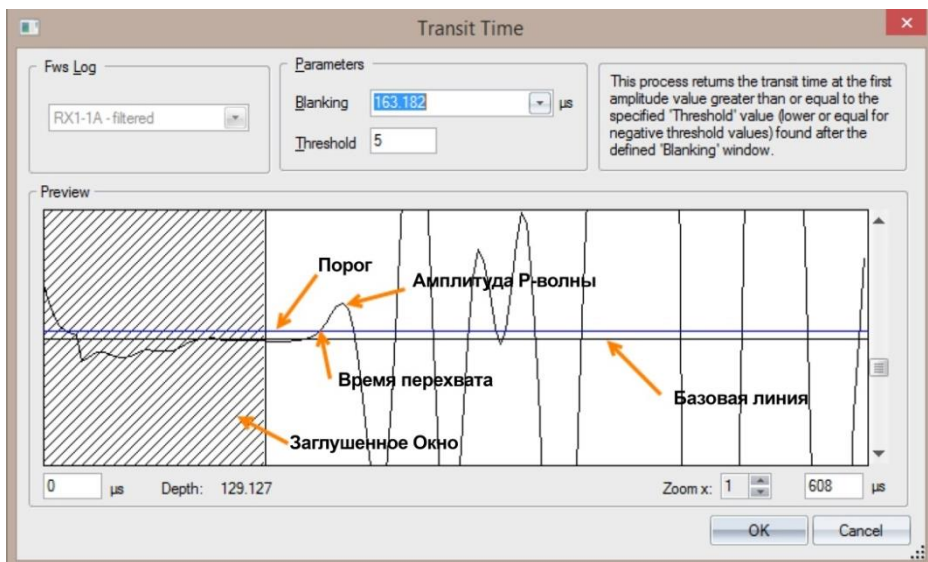 Transit Time
Fws Log
RX1-1A - filtered
Parameters
Blanking 163.182 µs
Threshold 5
This process returns the transit time at the first
amplitude value greater than or equal to the
specified 'Threshold' value (lower or equal for
negative threshold values) found after the
defined 'Blanking' window.
Preview
Порог
Амплитуда Р-волны
Время перехвата
Базовая линия
Заглушенное Окно
0 µs Depth: 129.127 Zoom x: 1 608 µs
OK Cancel